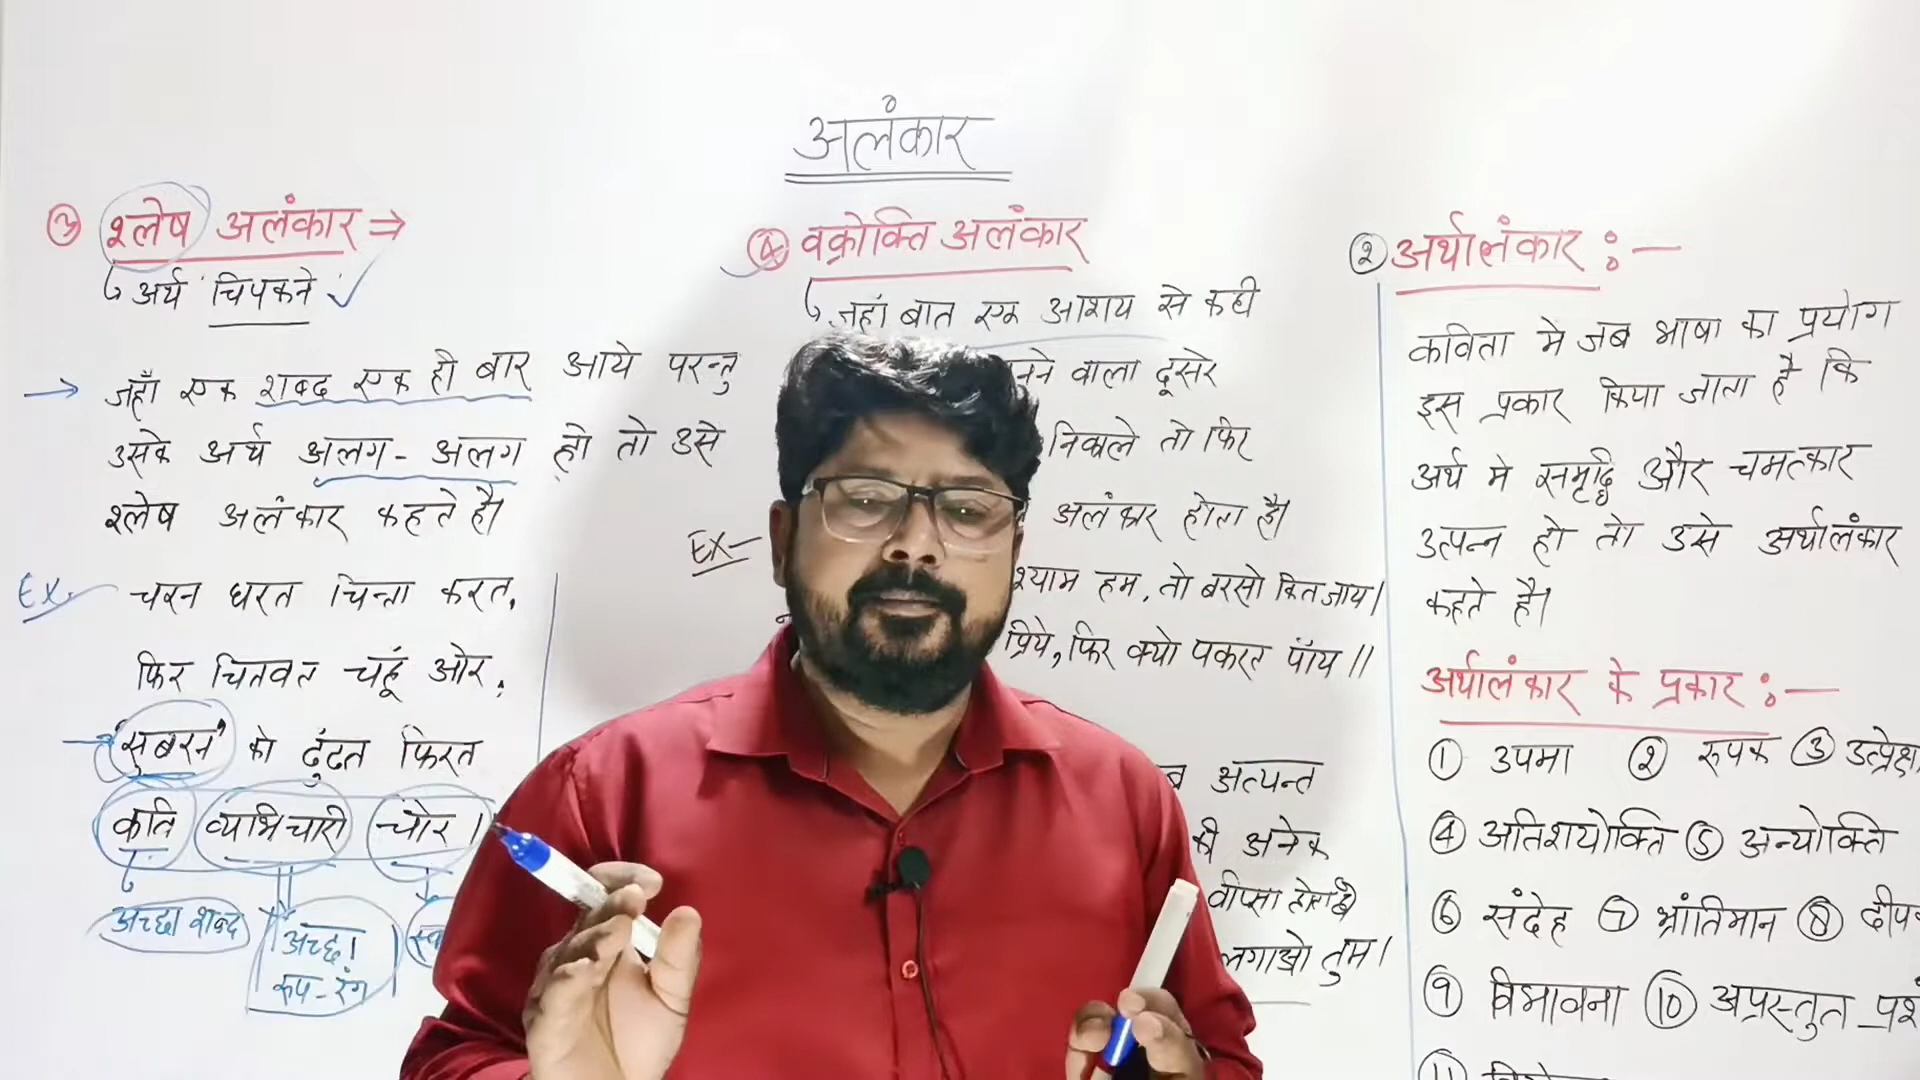 अलंकार
③ श्लेष अलंकार ⇒
↳ अर्थ चिपकने ✓
→ जहाँ एक शब्द एक ही बार आये परन्तु
उसके अर्थ अलग - अलग हो तो उसे
श्लेष अलंकार कहते है।
Ex. चरन धरत चिन्ता करत,
फिर चितवत चहूं ओर,
'सुबरन' को ढूंढत फिरत
कवि व्याभिचारी चोर।
अच्छा शब्द
अच्छा
रूप-रंग
④ वक्रोक्ति अलंकार
↳ जहां बात एक आशय से कही
वाला दूसरे
निकाले तो फिर
अलंकार होता है।
Ex-
श्याम हम, तो बरसो कित जाय।
प्रिये, फिर क्यो पकरत पाँय॥
अत्यन्त
की अनेक
वीप्सा होता है
लगाओ तुम।
② अर्थालंकार :-
कविता मे जब भाषा का प्रयोग
इस प्रकार किया जाता है कि
अर्थ मे समृद्धि और चमत्कार
उत्पन्न हो तो उसे अर्थालंकार
कहते है।
अर्थालंकार के प्रकार :-
① उपमा ② रूपक ③ उत्प्रेक्षा
④ अतिशयोक्ति ⑤ अन्योक्ति
⑥ संदेह ⑦ भ्रांतिमान ⑧ दीप
⑨ विभावना ⑩ अप्रस्तुत
⑪